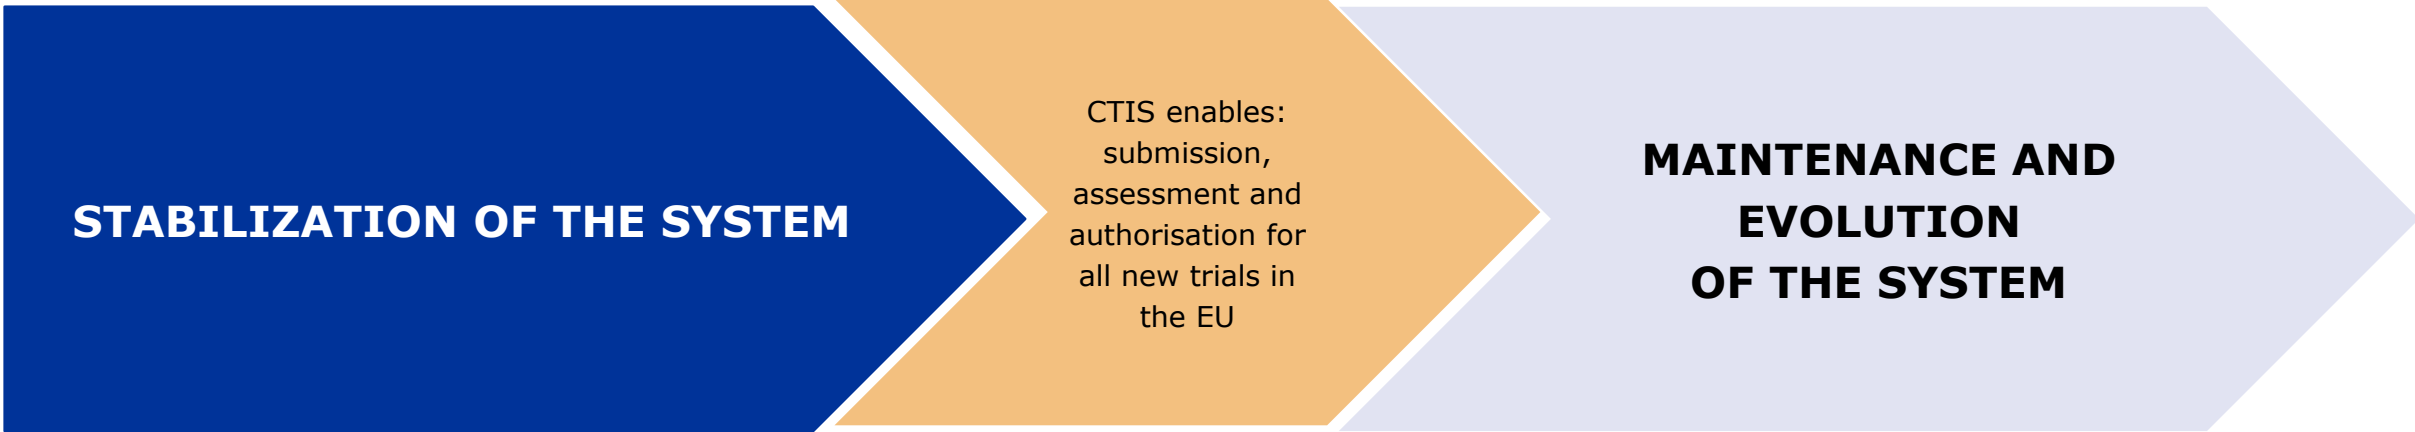 STABILIZATION OF THE SYSTEM
CTIS enables:
submission,
assessment and
authorisation for
all new trials in
the EU
MAINTENANCE AND
EVOLUTION
OF THE SYSTEM